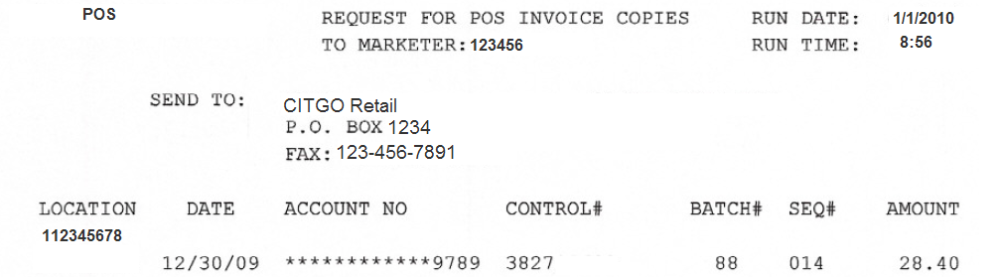 POS REQUEST FOR POS INVOICE COPIES RUN DATE: 1/1/2010
TO MARKETER: 123456 RUN TIME: 8:56
SEND TO: CITGO Retail
P.O. BOX 1234
FAX: 123-456-7891
LOCATION DATE ACCOUNT NO CONTROL# BATCH# SEQ# AMOUNT
112345678
12/30/09 ************9789 3827 88 014 28.40